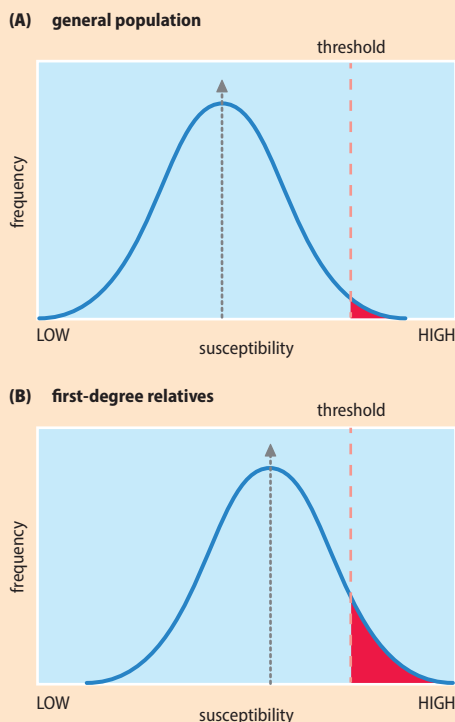 (A) general population
threshold
frequency
LOW
HIGH
susceptibility
(B) first-degree relatives
threshold
frequency
LOW
HIGH
susceptibility